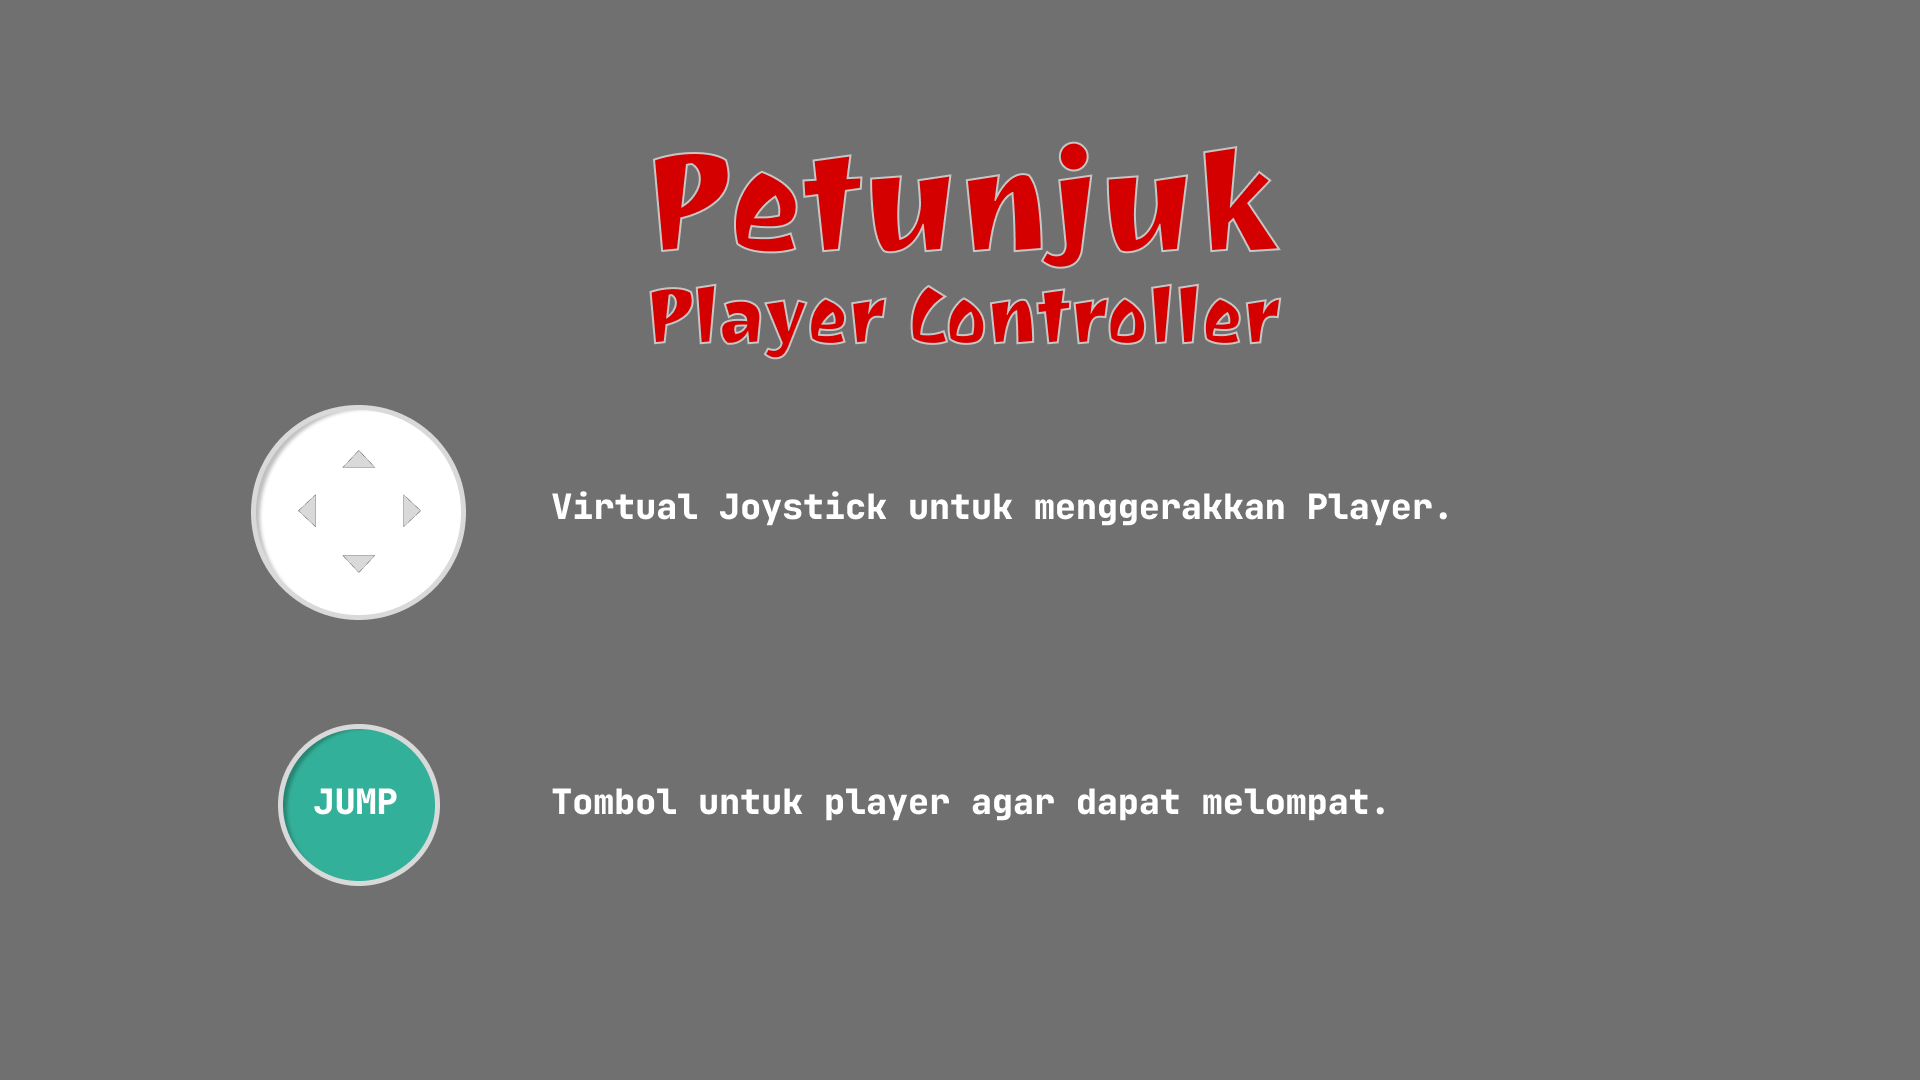 Petunjuk
Player Controller
Virtual Joystick untuk menggerakkan Player.
JUMP
Tombol untuk player agar dapat melompat.